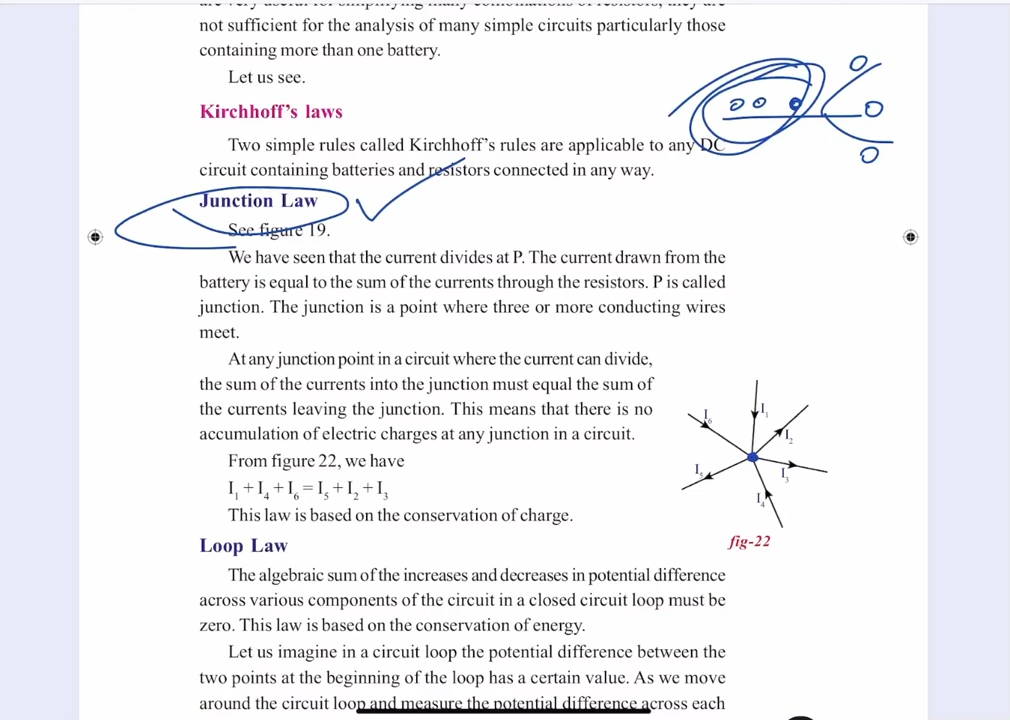 not sufficient for the analysis of many simple circuits particularly those
containing more than one battery.
Let us see.
Kirchhoff's laws
Two simple rules called Kirchhoff's rules are applicable to any DC
circuit containing batteries and resistors connected in any way.
Junction Law
See figure 19.
We have seen that the current divides at P. The current drawn from the
battery is equal to the sum of the currents through the resistors. P is called
junction. The junction is a point where three or more conducting wires
meet.
At any junction point in a circuit where the current can divide,
the sum of the currents into the junction must equal the sum of
the currents leaving the junction. This means that there is no
accumulation of electric charges at any junction in a circuit.
From figure 22, we have
I₁ + I₄ + I₆ = I₅ + I₂ + I₃
This law is based on the conservation of charge.
I₆
I₁
I₂
I₅
I₃
I₄
fig-22
Loop Law
The algebraic sum of the increases and decreases in potential difference
across various components of the circuit in a closed circuit loop must be
zero. This law is based on the conservation of energy.
Let us imagine in a circuit loop the potential difference between the
two points at the beginning of the loop has a certain value. As we move
around the circuit loop and measure the potential difference across each